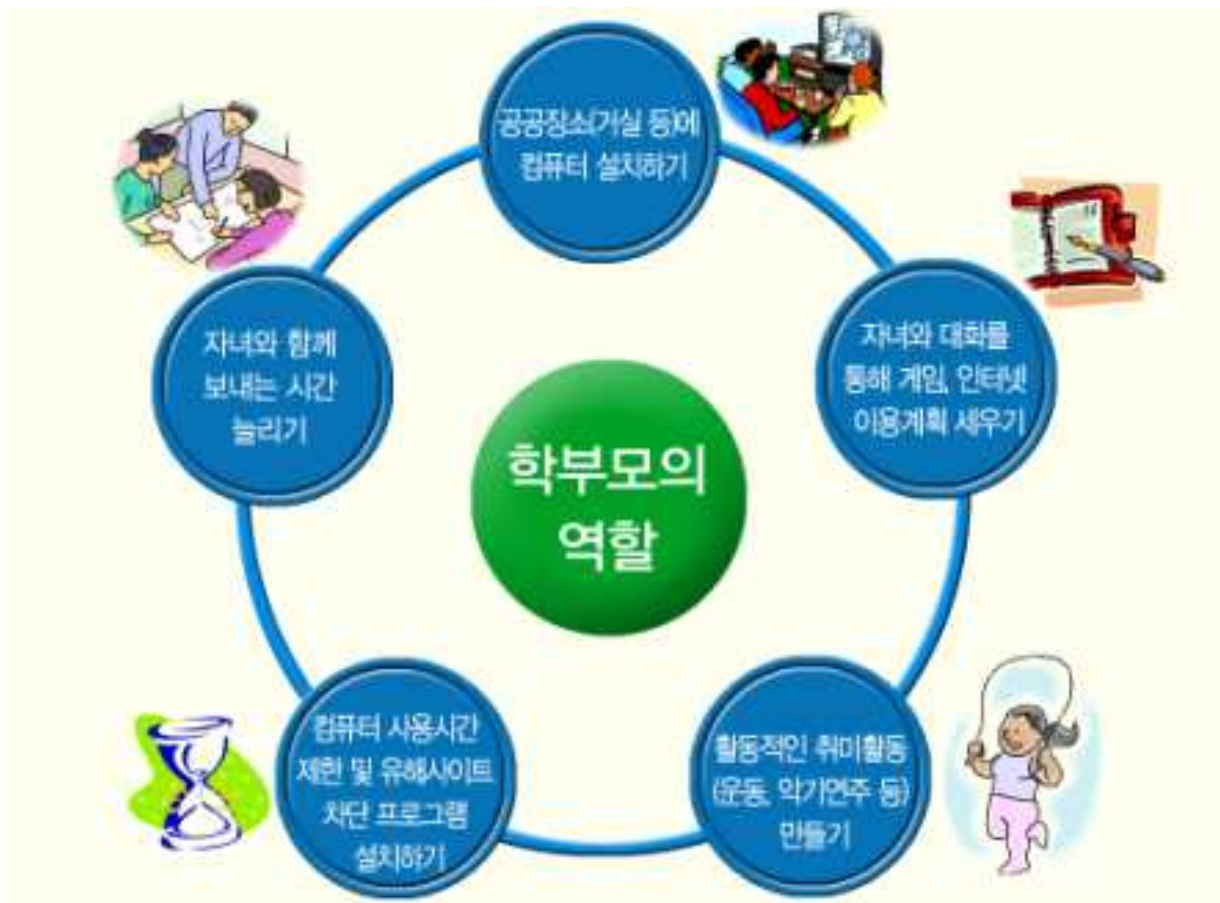 공공장소(거실 등)에
컴퓨터 설치하기
자녀와 대화를
통해 게임, 인터넷
이용계획 세우기
활동적인 취미활동
(운동, 악기연주 등)
만들기
컴퓨터 사용시간
제한 및 유해사이트
차단 프로그램
설치하기
자녀와 함께
보내는 시간
늘리기
학부모의
역할